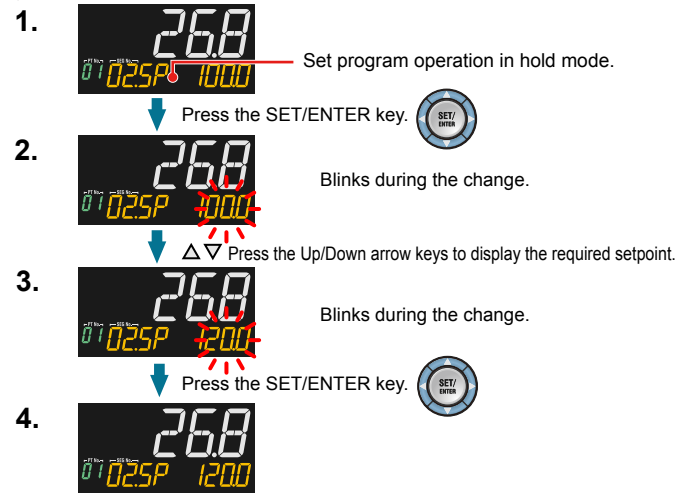 1.
26.8
PT No. SEG No.
01 02.SP 100.0
Set program operation in hold mode.
Press the SET/ENTER key.
SET/
ENTER
2.
26.8
PT No. SEG No.
01 02.SP 100.0
Blinks during the change.
△ ▽ Press the Up/Down arrow keys to display the required setpoint.
3.
26.8
PT No. SEG No.
01 02.SP 120.0
Blinks during the change.
Press the SET/ENTER key.
SET/
ENTER
4.
26.8
PT No. SEG No.
01 02.SP 120.0